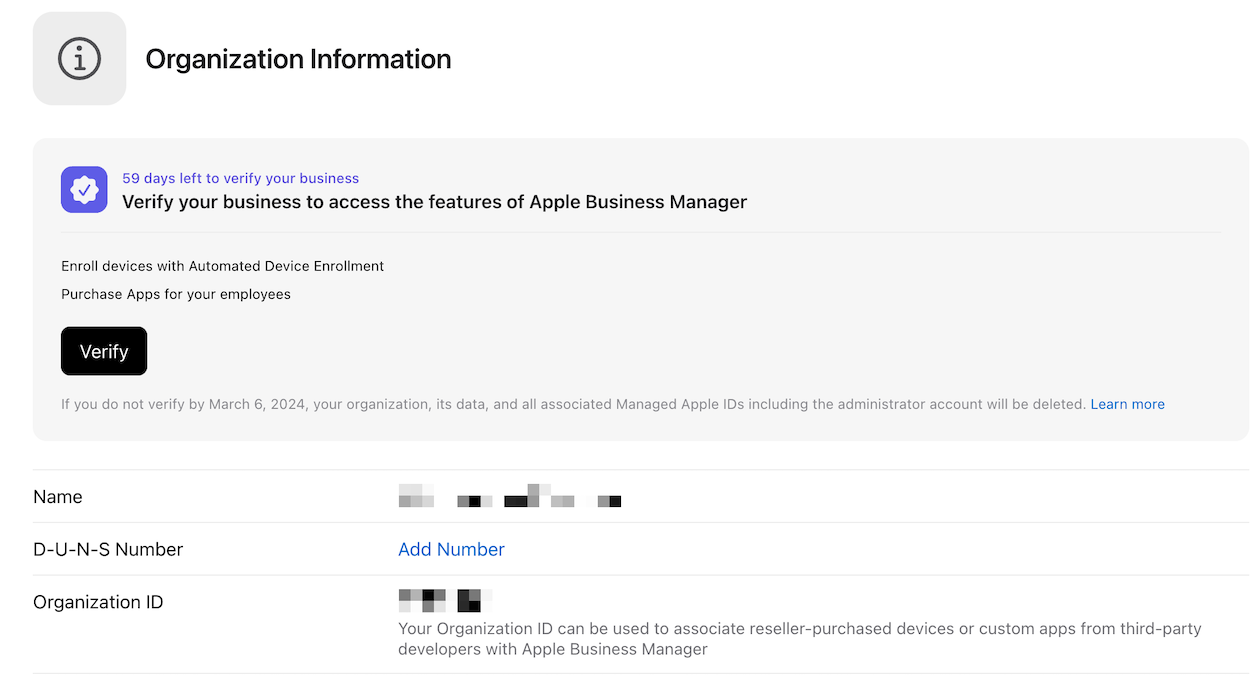 Organization Information
59 days left to verify your business
Verify your business to access the features of Apple Business Manager
Enroll devices with Automated Device Enrollment
Purchase Apps for your employees
Verify
If you do not verify by March 6, 2024, your organization, its data, and all associated Managed Apple IDs including the administrator account will be deleted. Learn more
Name
D-U-N-S Number
Add Number
Organization ID
Your Organization ID can be used to associate reseller-purchased devices or custom apps from third-party
developers with Apple Business Manager